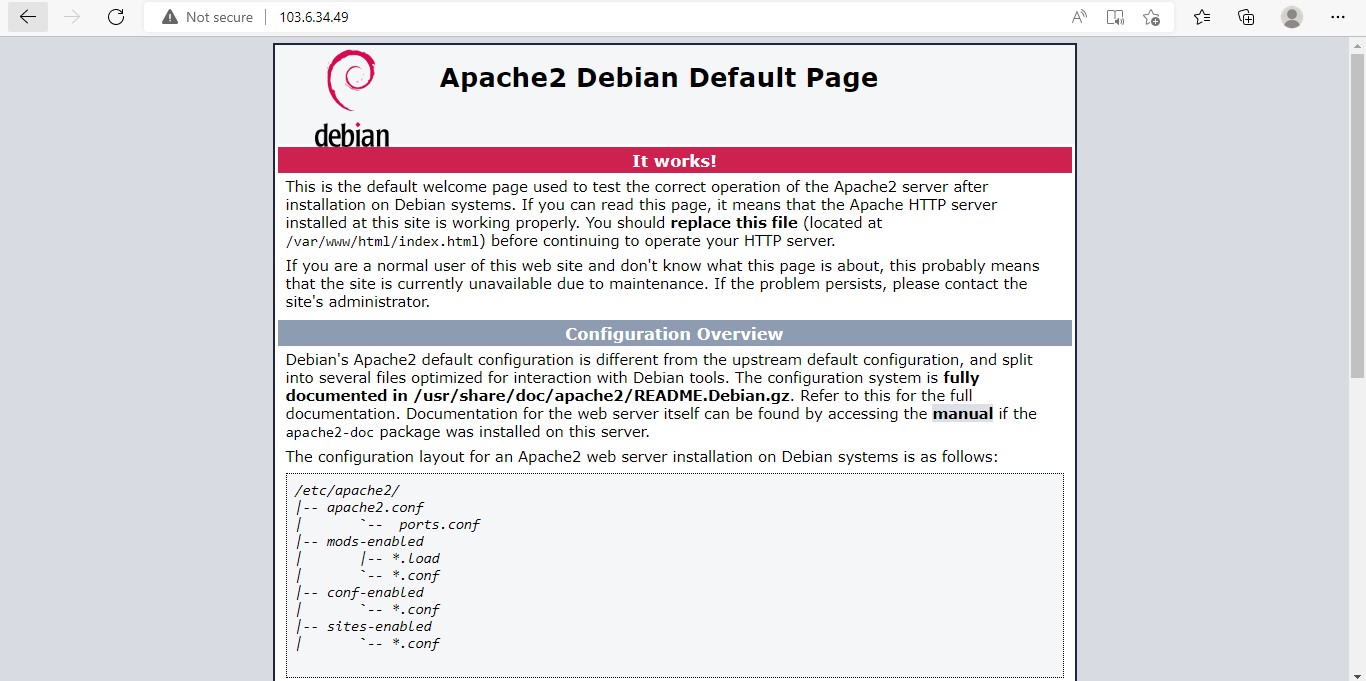 Not secure 103.6.34.49
debian
Apache2 Debian Default Page
It works!
This is the default welcome page used to test the correct operation of the Apache2 server after
installation on Debian systems. If you can read this page, it means that the Apache HTTP server
installed at this site is working properly. You should replace this file (located at
/var/www/html/index.html) before continuing to operate your HTTP server.
If you are a normal user of this web site and don't know what this page is about, this probably means
that the site is currently unavailable due to maintenance. If the problem persists, please contact the
site's administrator.
Configuration Overview
Debian's Apache2 default configuration is different from the upstream default configuration, and split
into several files optimized for interaction with Debian tools. The configuration system is fully
documented in /usr/share/doc/apache2/README.Debian.gz. Refer to this for the full
documentation. Documentation for the web server itself can be found by accessing the manual if the
apache2-doc package was installed on this server.
The configuration layout for an Apache2 web server installation on Debian systems is as follows:
/etc/apache2/
|-- apache2.conf
|       `--  ports.conf
|-- mods-enabled
|       |-- *.load
|       `-- *.conf
|-- conf-enabled
|       `-- *.conf
|-- sites-enabled
|       `-- *.conf